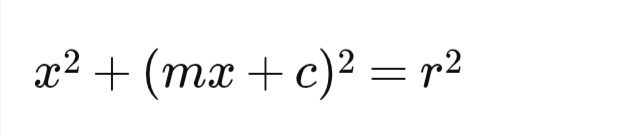 x² + (mx + c)² = r²